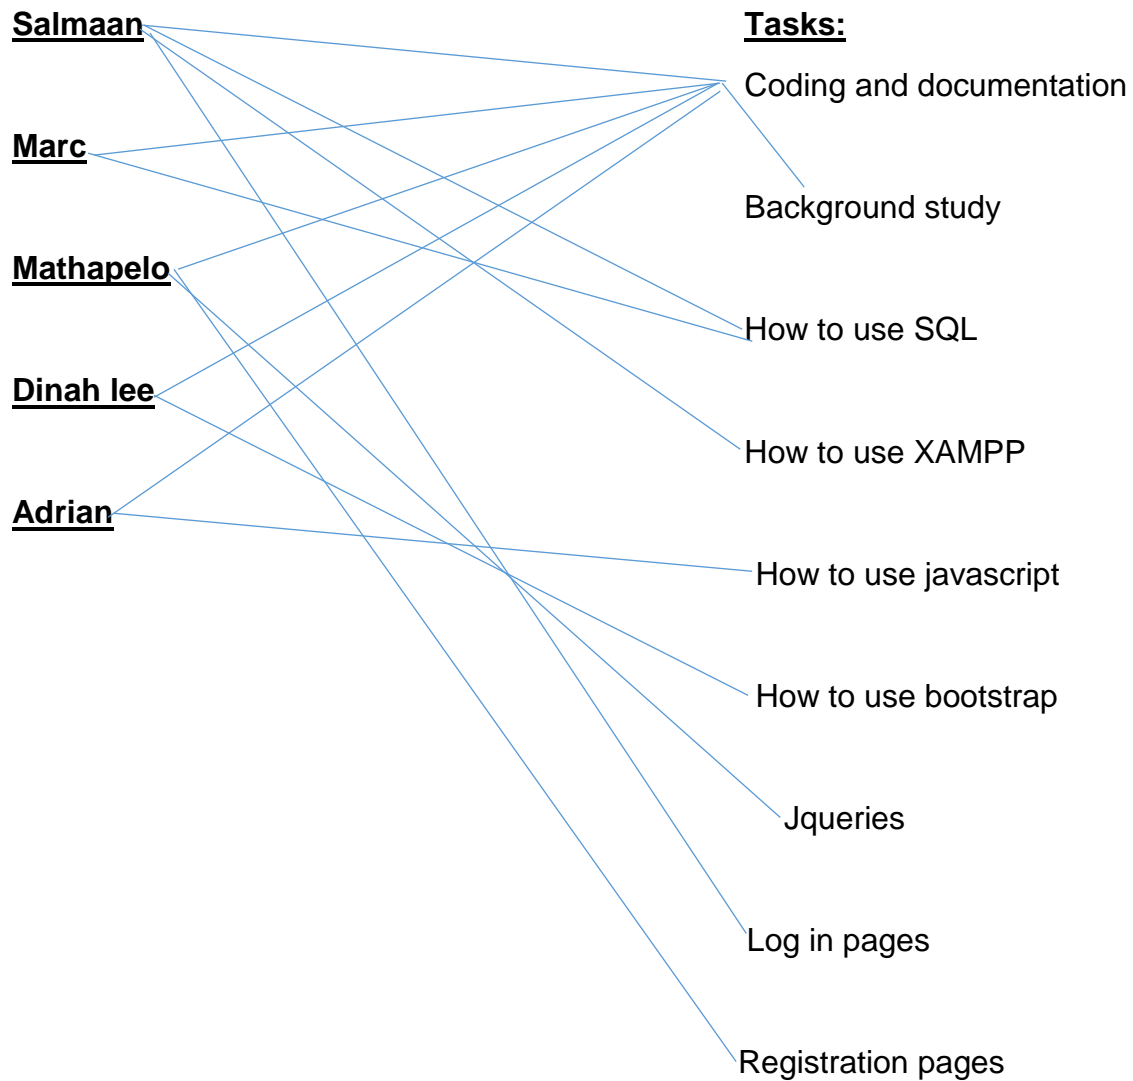 Salmaan
Marc
Mathapelo
Dinah lee
Adrian
Tasks:
Coding and documentation
Background study
How to use SQL
How to use XAMPP
How to use javascript
How to use bootstrap
Jqueries
Log in pages
Registration pages